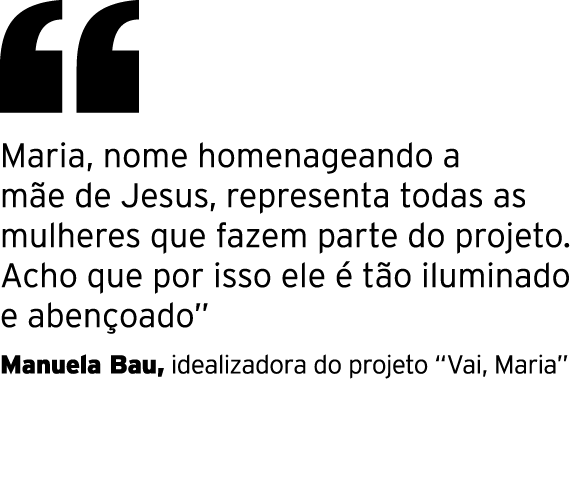 “
Maria, nome homenageando a
mãe de Jesus, representa todas as
mulheres que fazem parte do projeto.
Acho que por isso ele é tão iluminado
e abençoado”
Manuela Bau, idealizadora do projeto “Vai, Maria”